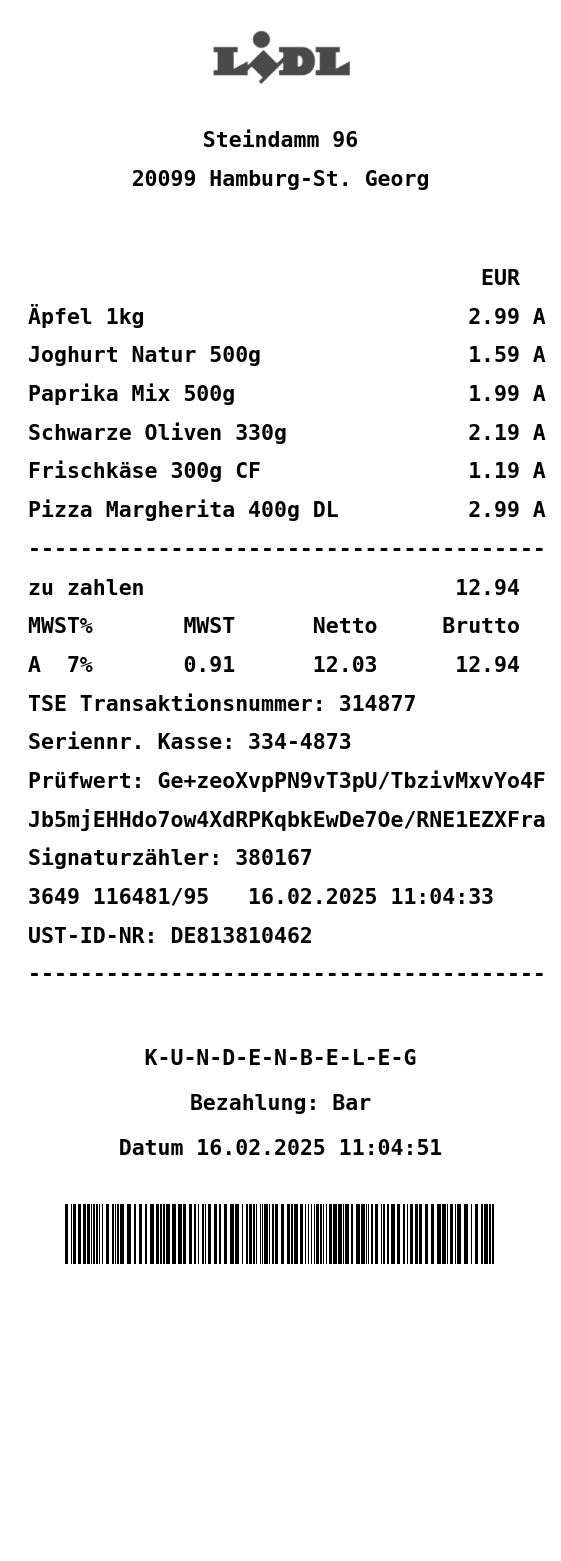 LIDL
Steindamm 96
20099 Hamburg-St. Georg
EUR
Äpfel 1kg 2.99 A
Joghurt Natur 500g 1.59 A
Paprika Mix 500g 1.99 A
Schwarze Oliven 330g 2.19 A
Frischkäse 300g CF 1.19 A
Pizza Margherita 400g DL 2.99 A
----------------------------------------
zu zahlen 12.94
MWST% MWST Netto Brutto
A 7% 0.91 12.03 12.94
TSE Transaktionsnummer: 314877
Seriennr. Kasse: 334-4873
Prüfwert: Ge+zeoXvpPN9vT3pU/TbzivMxvYo4F
Jb5mjEHHdo7ow4XdRPKqbkEwDe7Oe/RNE1EZXFra
Signaturzähler: 380167
3649 116481/95 16.02.2025 11:04:33
UST-ID-NR: DE813810462
----------------------------------------
K-U-N-D-E-N-B-E-L-E-G
Bezahlung: Bar
Datum 16.02.2025 11:04:51